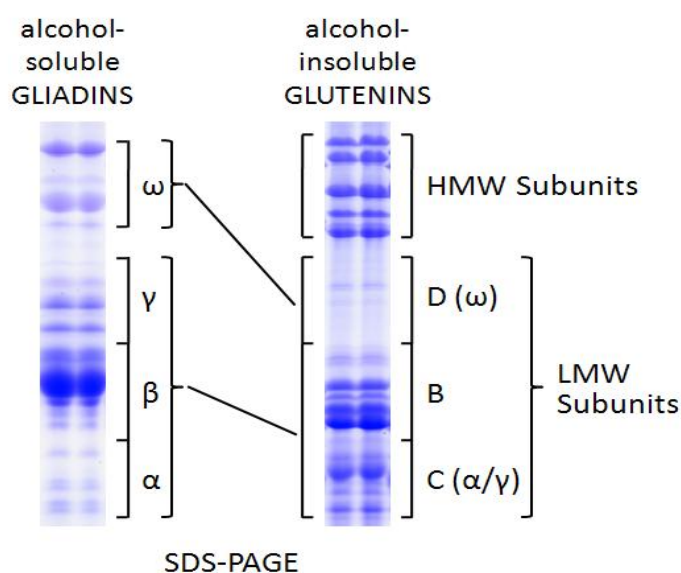 alcohol-
soluble
GLIADINS
alcohol-
insoluble
GLUTENINS
ω
γ
β
α
HMW Subunits
D (ω)
B
C (α/γ)
LMW
Subunits
SDS-PAGE